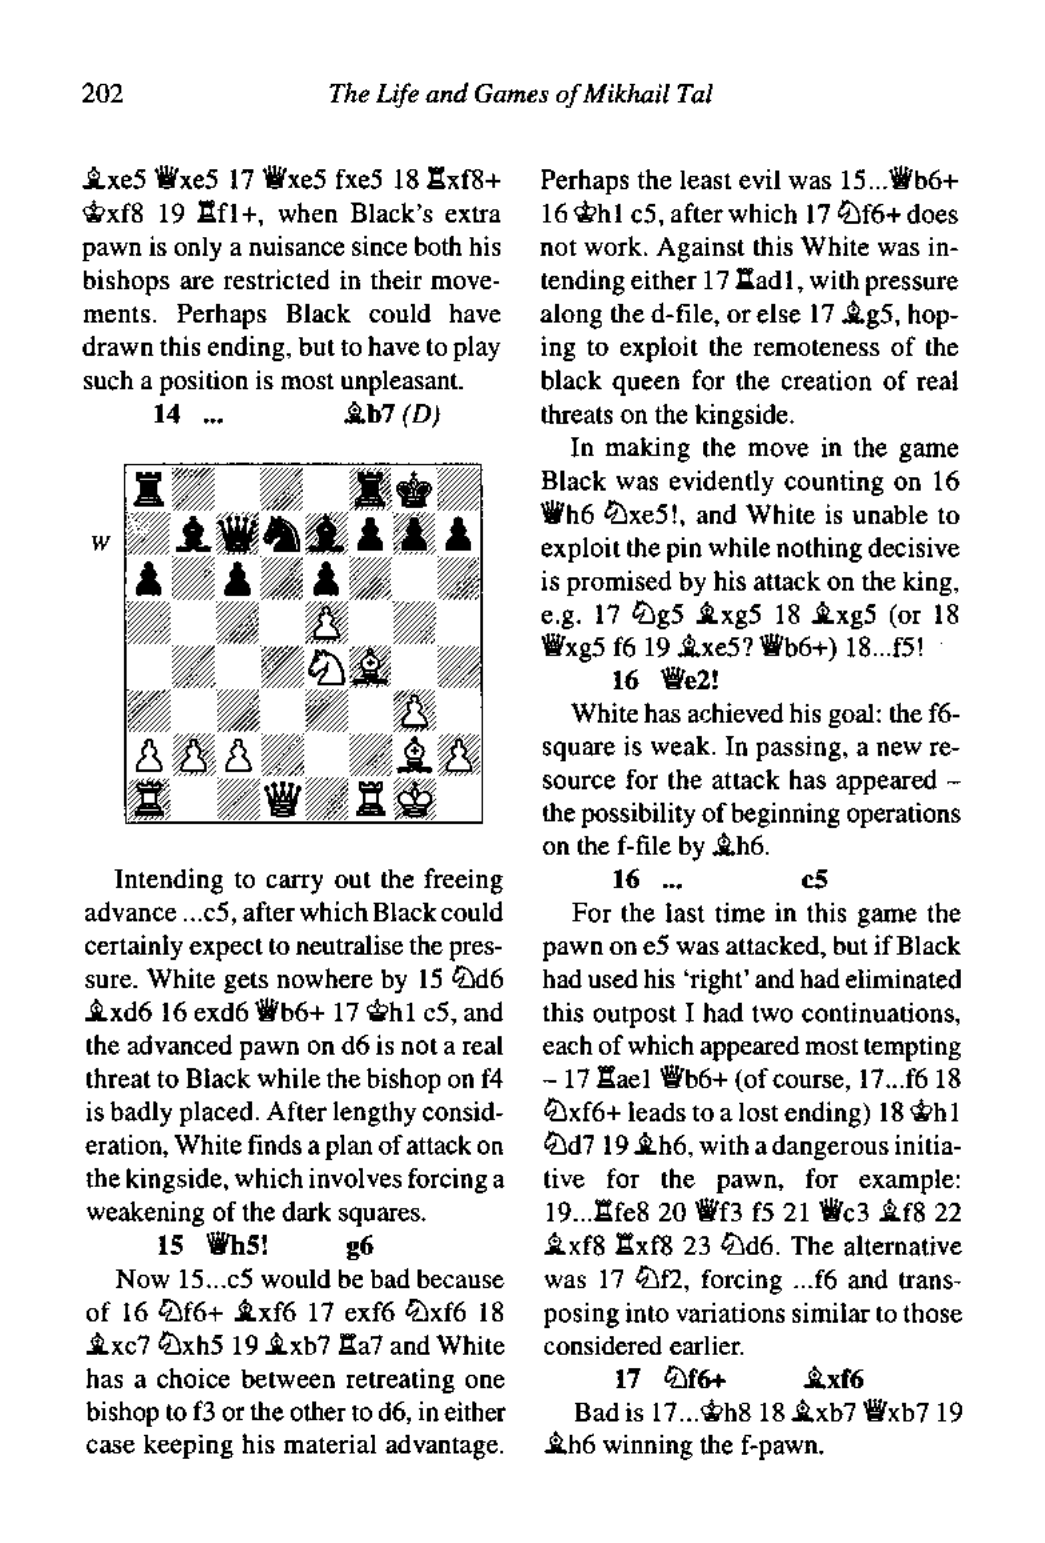 202 The Life and Games of Mikhail Tal
♗xe5 ♕xe5 17 ♕xe5 fxe5 18 ♖xf8+
♔xf8 19 ♖f1+, when Black's extra
pawn is only a nuisance since both his
bishops are restricted in their move-
ments. Perhaps Black could have
drawn this ending, but to have to play
such a position is most unpleasant.
14 ... ♗b7 (D)
W
Intending to carry out the freeing
advance ...c5, after which Black could
certainly expect to neutralise the pres-
sure. White gets nowhere by 15 ♘d6
♗xd6 16 exd6 ♕b6+ 17 ♔h1 c5, and
the advanced pawn on d6 is not a real
threat to Black while the bishop on f4
is badly placed. After lengthy consid-
eration, White finds a plan of attack on
the kingside, which involves forcing a
weakening of the dark squares.
15 ♕h5! g6
Now 15...c5 would be bad because
of 16 ♘f6+ ♗xf6 17 exf6 ♘xf6 18
♗xc7 ♘xh5 19 ♗xb7 ♖a7 and White
has a choice between retreating one
bishop to f3 or the other to d6, in either
case keeping his material advantage.
Perhaps the least evil was 15...♕b6+
16 ♔h1 c5, after which 17 ♘f6+ does
not work. Against this White was in-
tending either 17 ♖ad1, with pressure
along the d-file, or else 17 ♗g5, hop-
ing to exploit the remoteness of the
black queen for the creation of real
threats on the kingside.
In making the move in the game
Black was evidently counting on 16
♕h6 ♘xe5!, and White is unable to
exploit the pin while nothing decisive
is promised by his attack on the king,
e.g. 17 ♘g5 ♗xg5 18 ♗xg5 (or 18
♕xg5 f6 19 ♗xe5? ♕b6+) 18...f5!
16 ♕e2!
White has achieved his goal: the f6-
square is weak. In passing, a new re-
source for the attack has appeared –
the possibility of beginning operations
on the f-file by ♗h6.
16 ... c5
For the last time in this game the
pawn on e5 was attacked, but if Black
had used his 'right' and had eliminated
this outpost I had two continuations,
each of which appeared most tempting
– 17 ♖ae1 ♕b6+ (of course, 17...f6 18
♘xf6+ leads to a lost ending) 18 ♔h1
♘d7 19 ♗h6, with a dangerous initia-
tive for the pawn, for example:
19...♖fe8 20 ♕f3 f5 21 ♕c3 ♗f8 22
♗xf8 ♖xf8 23 ♘d6. The alternative
was 17 ♘f2, forcing ...f6 and trans-
posing into variations similar to those
considered earlier.
17 ♘f6+ ♗xf6
Bad is 17...♔h8 18 ♗xb7 ♕xb7 19
♗h6 winning the f-pawn.